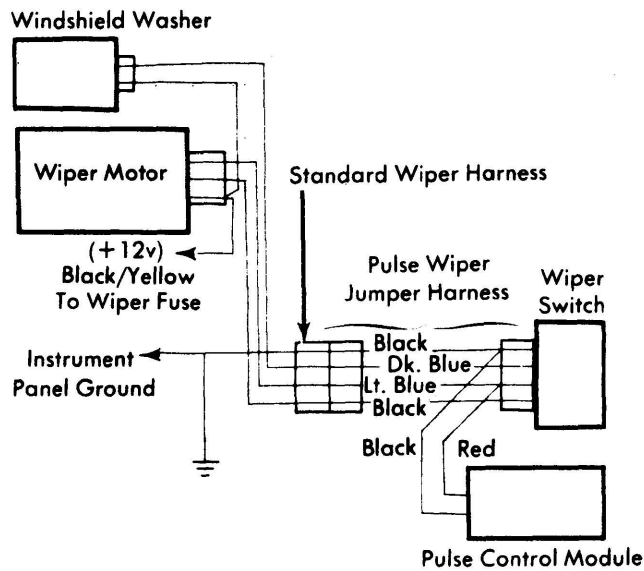 Windshield Washer
Wiper Motor
Standard Wiper Harness
(+12v)
Black/Yellow
To Wiper Fuse
Pulse Wiper
Jumper Harness
Wiper
Switch
Instrument
Panel Ground
Black
Dk. Blue
Lt. Blue
Black
Black
Red
Pulse Control Module